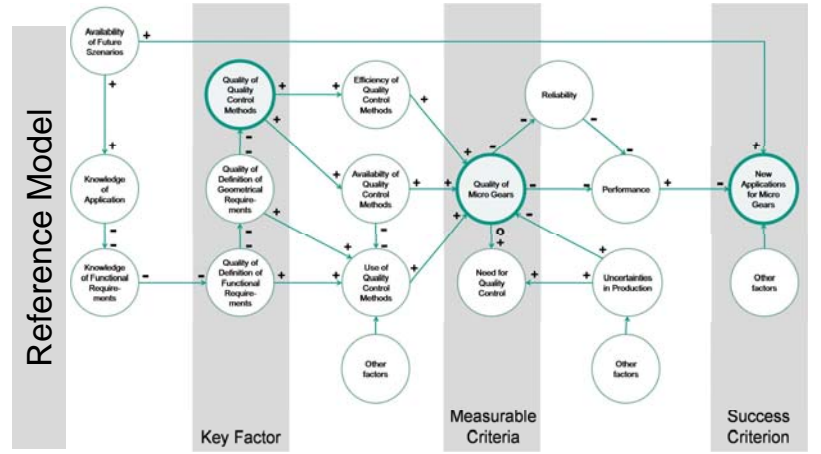 Reference Model
Availability
of Future
Szenarios
+
+
+
Knowledge
of
Application
-
-
Knowledge
of Functional
Require-
ments
-
-
Quality of
Quality
Control
Methods
+
+
-
-
Quality of
Definition of
Geometrical
Require-
ments
+
-
-
Quality of
Definition of
Functional
Require-
ments
+
Key Factor
+
Efficiency of
Quality
Control
Methods
+
+
Availabilty of
Quality
Control
Methods
+
-
-
+
+
Use of
Quality
Control
Methods
+
Other
factors
+
+
+
Quality of
Micro Gears
-
-
-
-
o
+
Need for
Quality
Control
+
Measurable
Criteria
-
Reliability
-
-
-
Performance
+
+
+
Uncertainties
in Production
Other
factors
+
-
New
Applications
for Micro
Gears
Other
factors
Success
Criterion